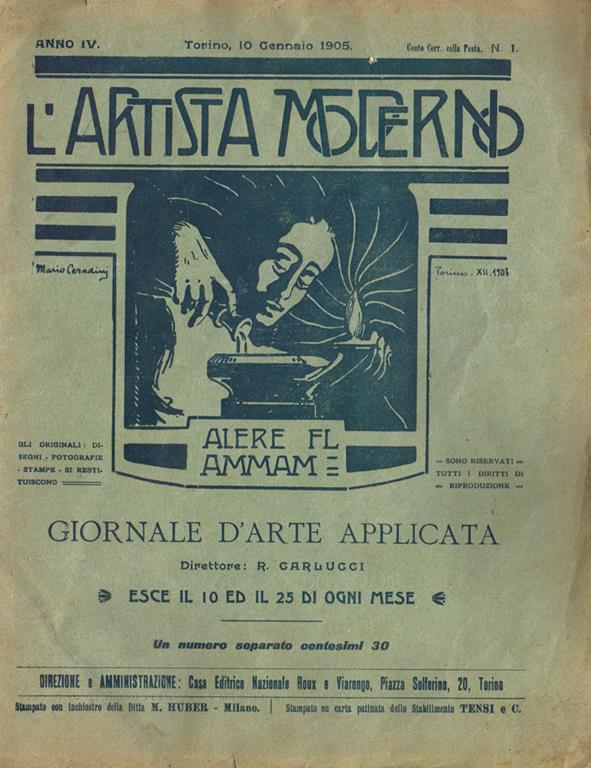 ANNO IV.
Torino, 10 Gennaio 1905.
Conto Corr. colla Posta. N. 1.
L'ARTISTA MODERNO
Mario Ceradini
Torino - XII. 1903
GLI ORIGINALI: DI-
SEGNI - FOTOGRAFIE
- STAMPE - SI RESTI-
TUISCONO
ALERE FL
AMMAM
— SONO RISERVATI —
TUTTI I DIRITTI DI
— RIPRODUZIONE —
GIORNALE D'ARTE APPLICATA
Direttore: R. CARLUCCI
ESCE IL 10 ED IL 25 DI OGNI MESE
Un numero separato centesimi 30
DIREZIONE e AMMINISTRAZIONE: Casa Editrice Nazionale Roux e Viarengo, Piazza Solferino, 20, Torino
Stampato con inchiostro della Ditta M. HUBER - Milano. | Stampato su carta patinata dello Stabilimento TENSI e C.